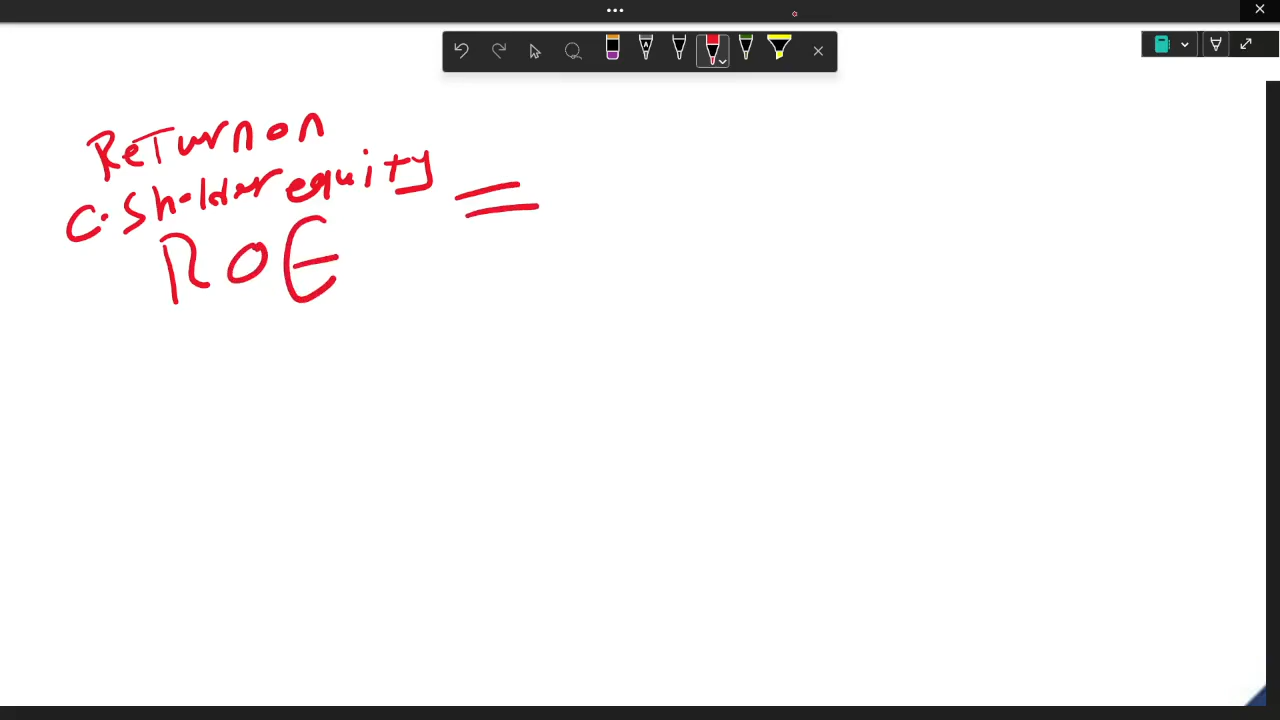 ReTurn on
C. Sholder equity =
ROE